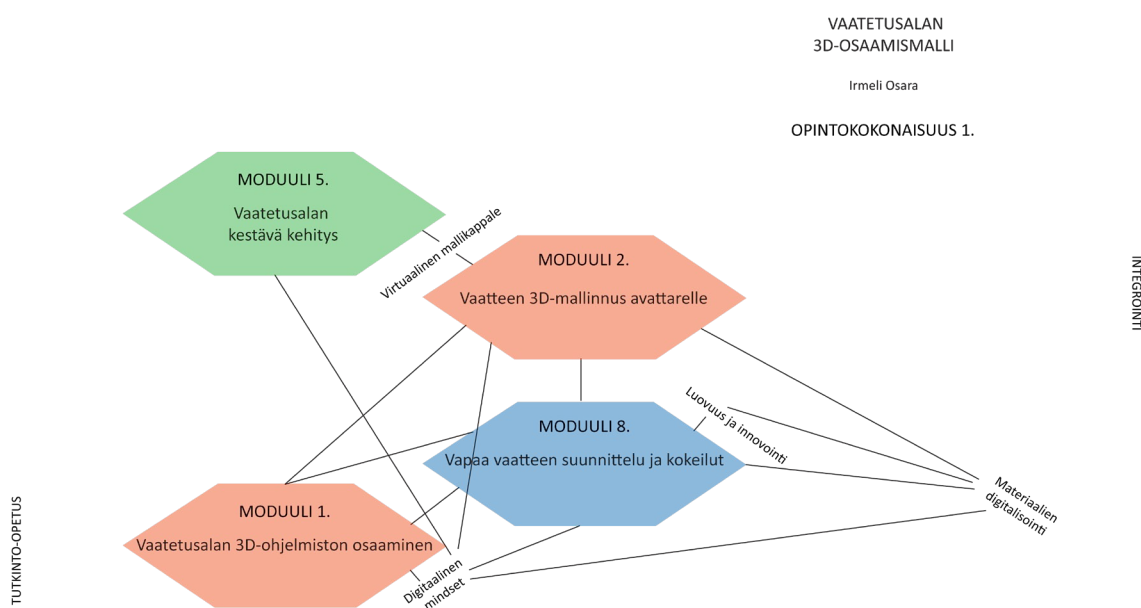 VAATETUSALAN
3D-OSAAMISMALLI
Irmeli Osara
OPINTOKOKONAISUUS 1.
MODUULI 5.
Vaatetusalan
kestävä kehitys
Virtuaalinen mallikappale
MODUULI 2.
Vaatteen 3D-mallinnus avattarelle
INTEGROINTI
Luovuus ja innovointi
MODUULI 8.
Vapaa vaatteen suunnittelu ja kokeilut
Materiaalien
digitalisointi
MODUULI 1.
Vaatetusalan 3D-ohjelmiston osaaminen
Digitaalinen
mindset
TUTKINTO-OPETUS